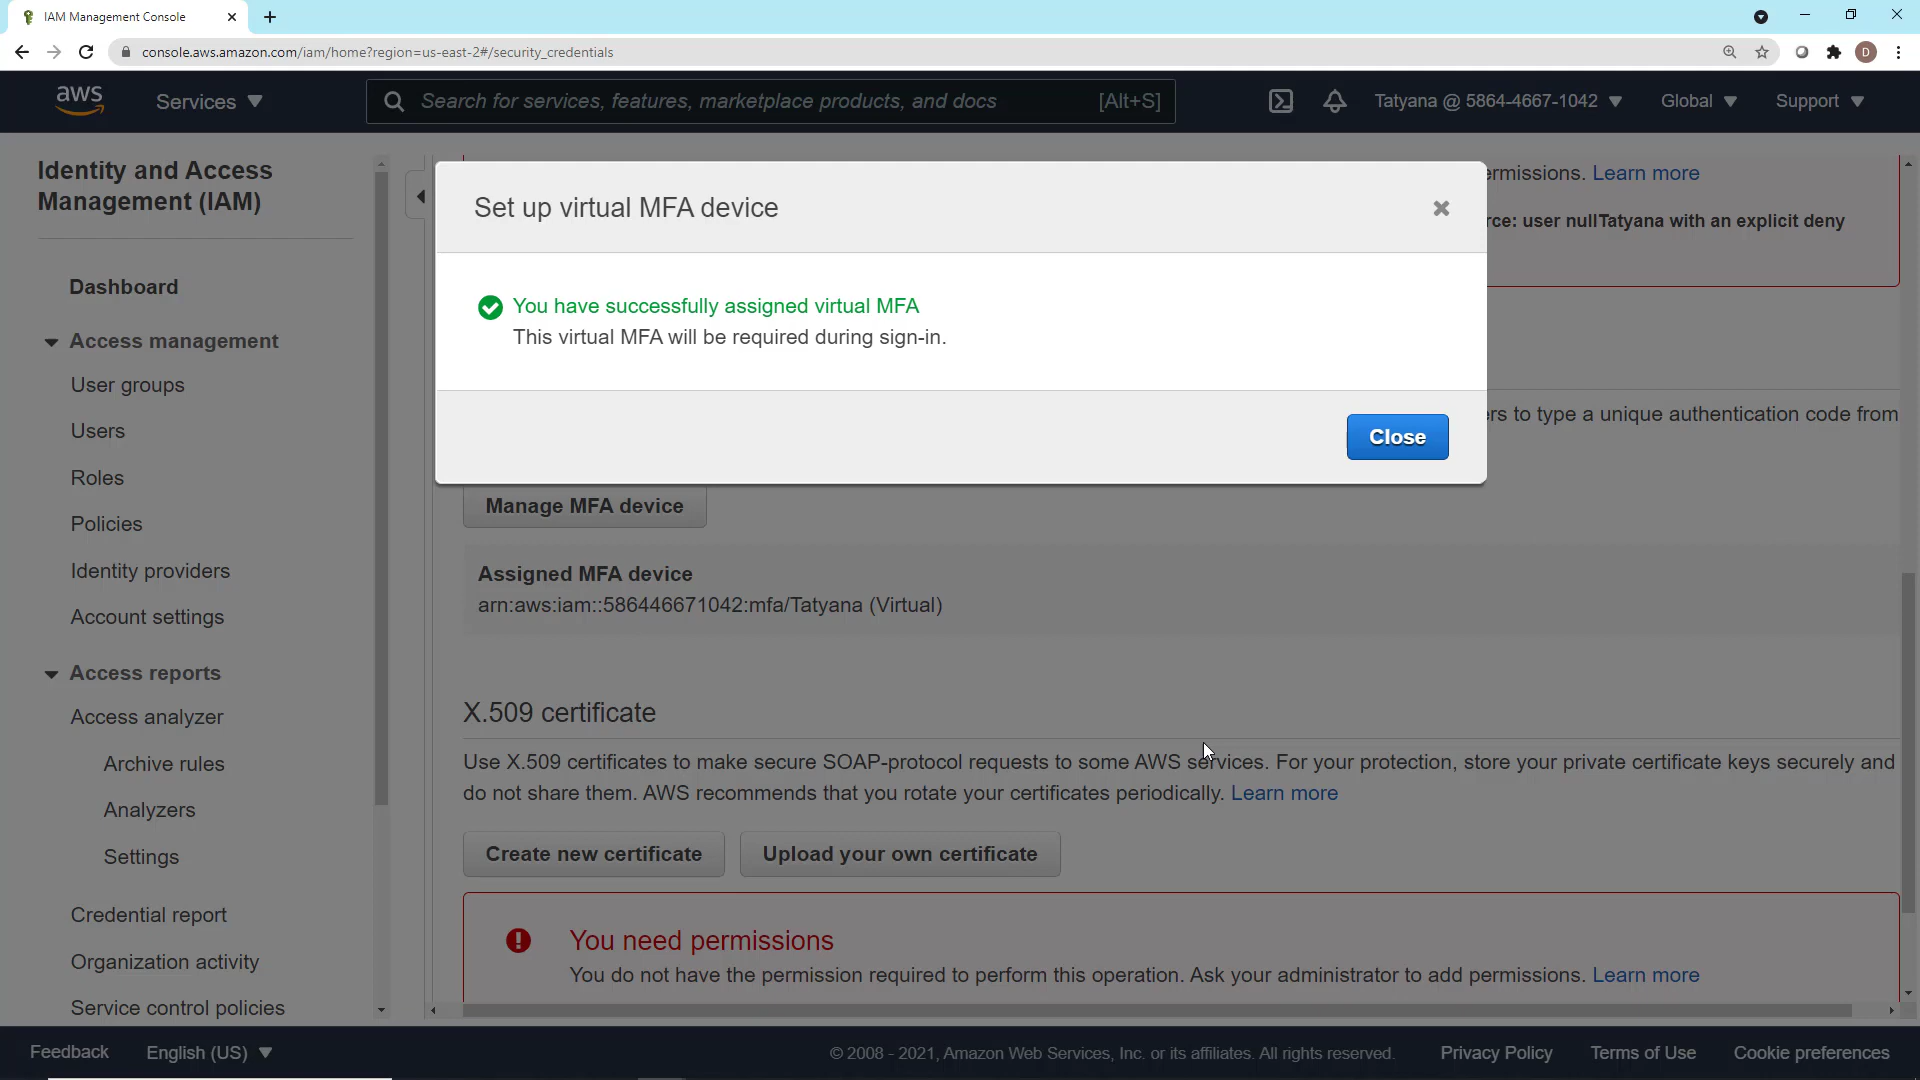 IAM Management Console
console.aws.amazon.com/iam/home?region=us-east-2#/security_credentials
D
aws
Services
Search for services, features, marketplace products, and docs [Alt+S]
Tatyana @ 5864-4667-1042
Global
Support
Identity and Access
Management (IAM)
Dashboard
Access management
User groups
Users
Roles
Policies
Identity providers
Account settings
Access reports
Access analyzer
Archive rules
Analyzers
Settings
Credential report
Organization activity
Service control policies
ermissions. Learn more
rce: user nullTatyana with an explicit deny
Set up virtual MFA device
You have successfully assigned virtual MFA
This virtual MFA will be required during sign-in.
ers to type a unique authentication code from
Close
Manage MFA device
Assigned MFA device
arn:aws:iam::586446671042:mfa/Tatyana (Virtual)
X.509 certificate
Use X.509 certificates to make secure SOAP-protocol requests to some AWS services. For your protection, store your private certificate keys securely and
do not share them. AWS recommends that you rotate your certificates periodically. Learn more
Create new certificate
Upload your own certificate
You need permissions
You do not have the permission required to perform this operation. Ask your administrator to add permissions. Learn more
Feedback
English (US)
© 2008 - 2021, Amazon Web Services, Inc. or its affiliates. All rights reserved.
Privacy Policy
Terms of Use
Cookie preferences